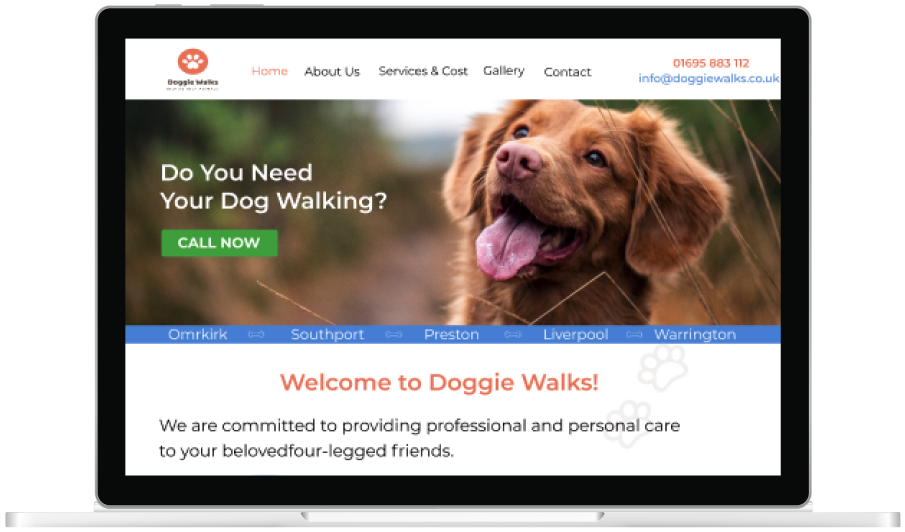 Doggie Walks
Home About Us Services & Cost Gallery Contact
01695 883 112
info@doggiewalks.co.uk
Do You Need
Your Dog Walking?
CALL NOW
Omrkirk Southport Preston Liverpool Warrington
Welcome to Doggie Walks!
We are committed to providing professional and personal care
to your belovedfour-legged friends.